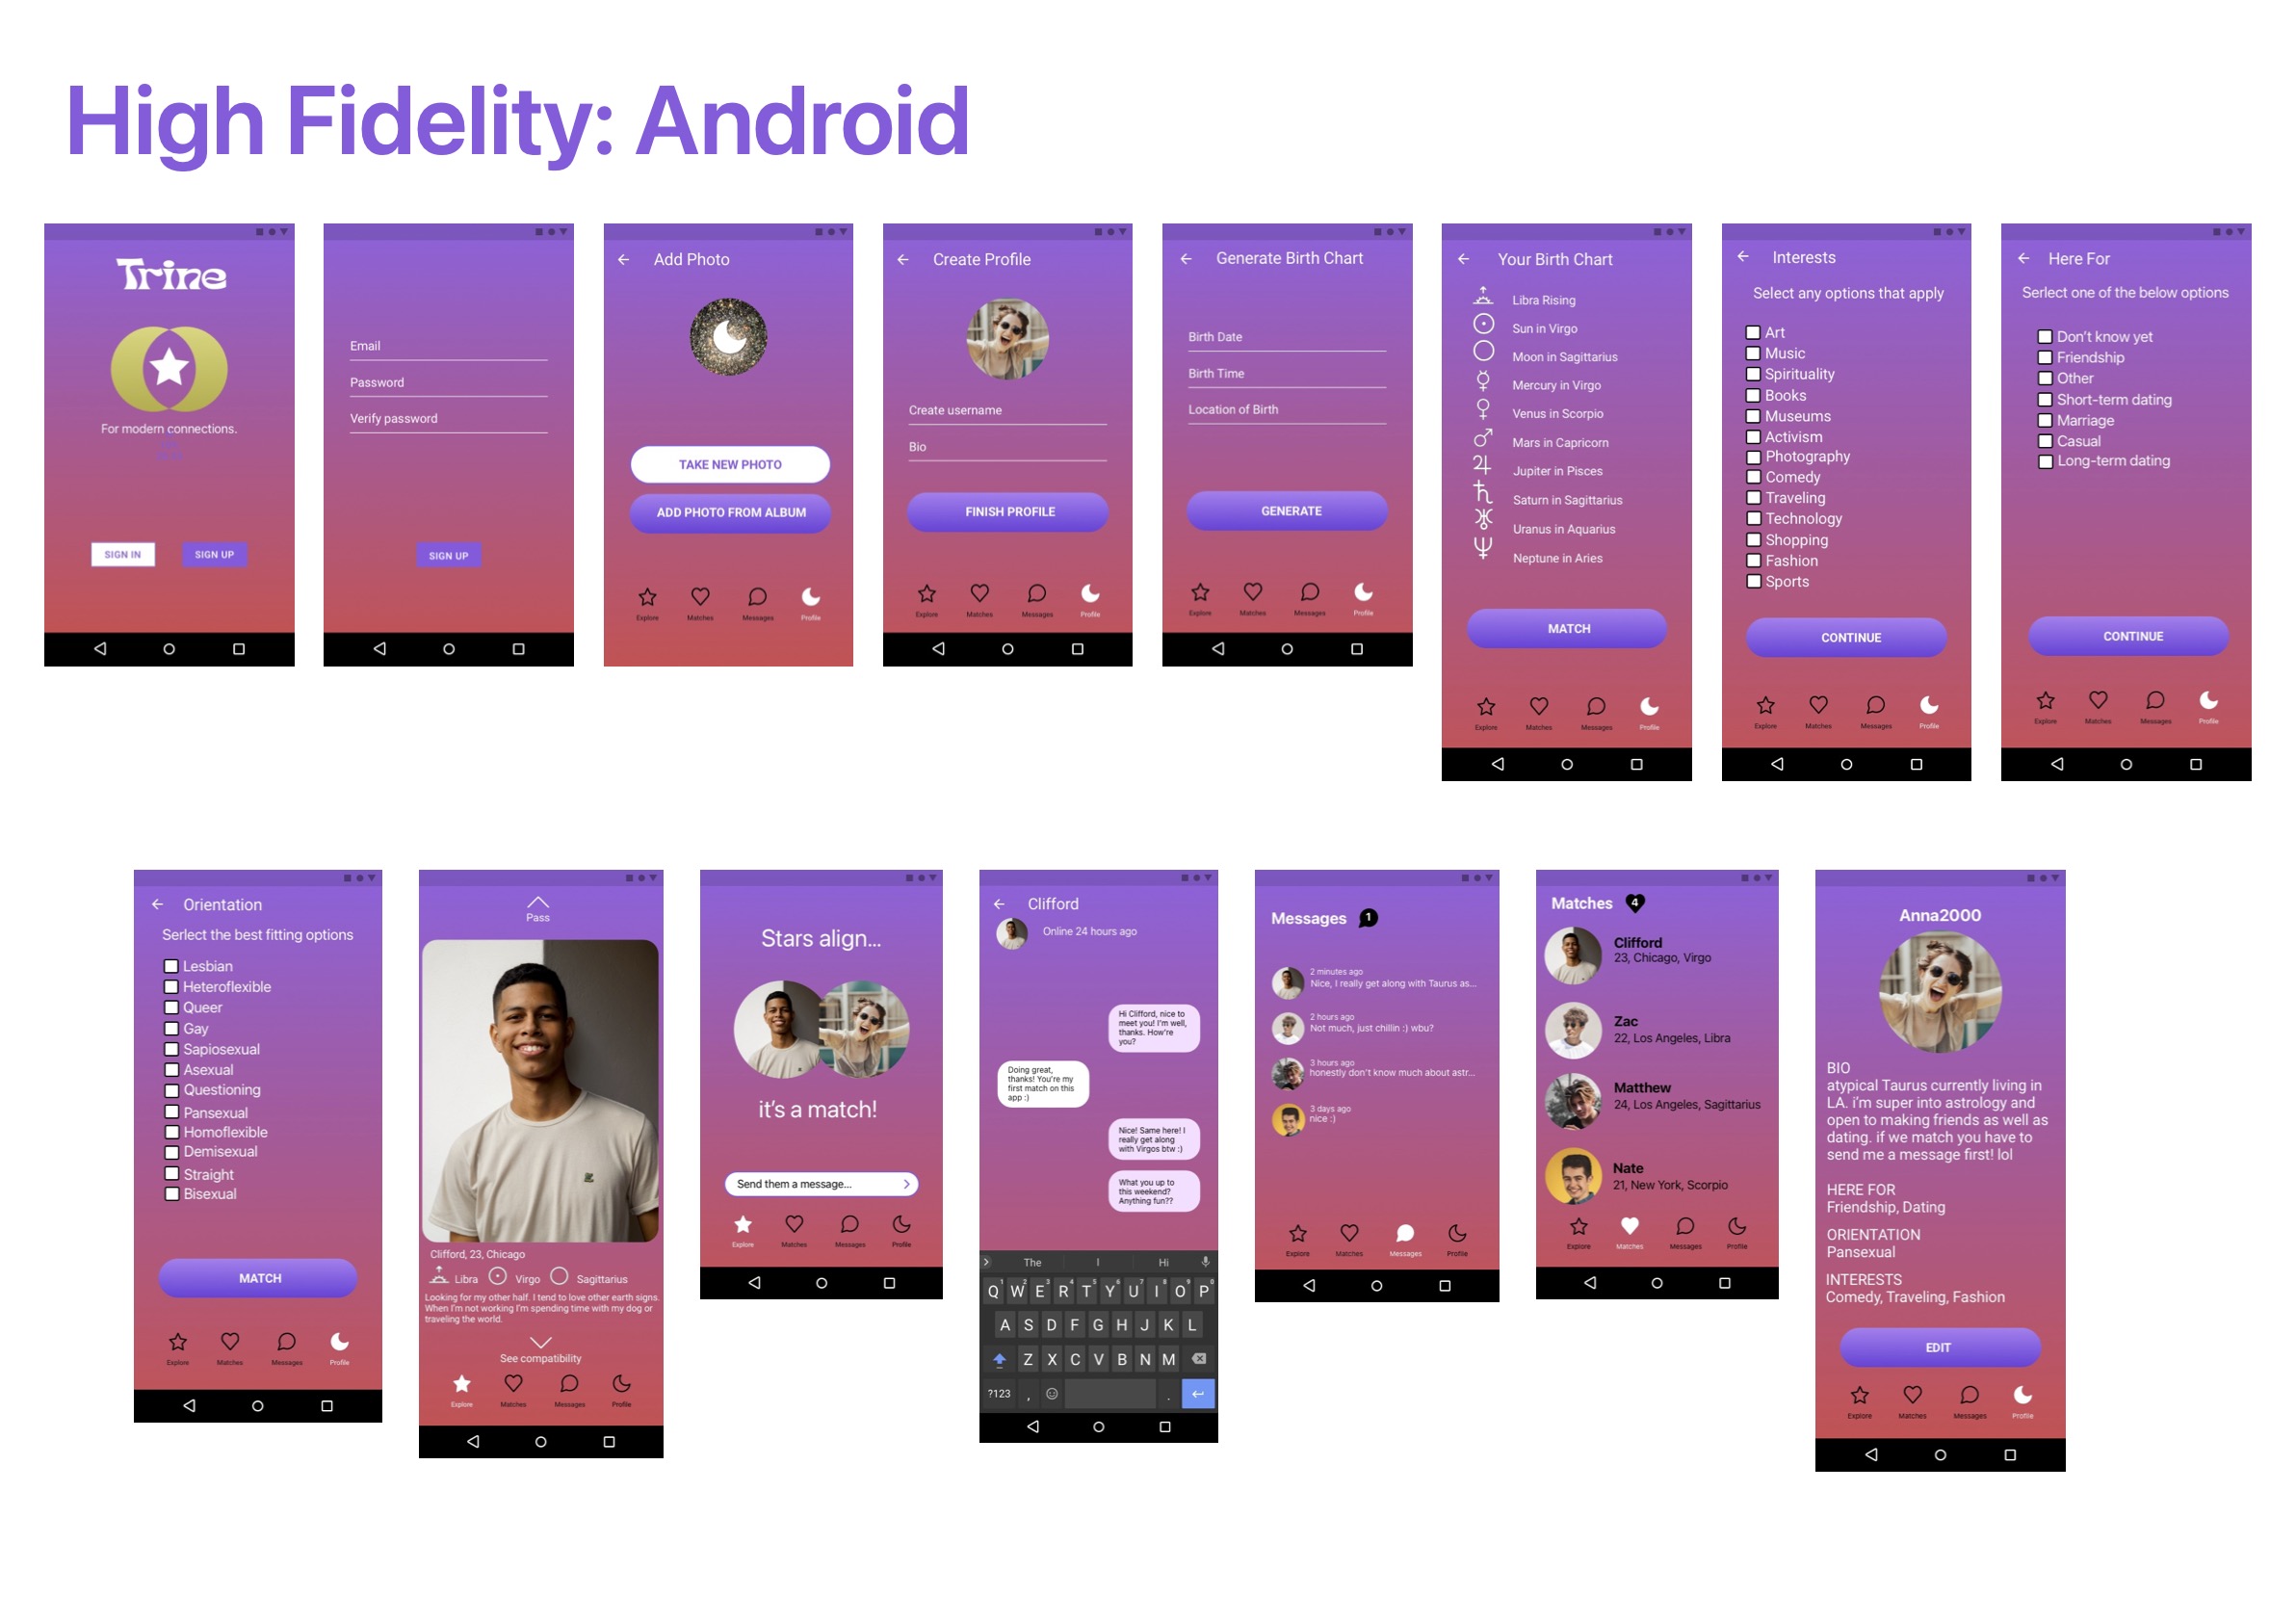 High Fidelity: Android
Trine
For modern connections.
SIGN IN
SIGN UP
Email
Password
Verify password
SIGN UP
Add Photo
TAKE NEW PHOTO
ADD PHOTO FROM ALBUM
Explore
Matches
Messages
Profile
Create Profile
Create username
Bio
FINISH PROFILE
Explore
Matches
Messages
Profile
Generate Birth Chart
Birth Date
Birth Time
Location of Birth
GENERATE
Explore
Matches
Messages
Profile
Your Birth Chart
Libra Rising
Sun in Virgo
Moon in Sagittarius
Mercury in Virgo
Venus in Scorpio
Mars in Capricorn
Jupiter in Pisces
Saturn in Sagittarius
Uranus in Aquarius
Neptune in Aries
MATCH
Explore
Matches
Messages
Profile
Interests
Select any options that apply
Art
Music
Spirituality
Books
Museums
Activism
Photography
Comedy
Traveling
Technology
Shopping
Fashion
Sports
CONTINUE
Explore
Matches
Messages
Profile
Here For
Serlect one of the below options
Don't know yet
Friendship
Other
Short-term dating
Marriage
Casual
Long-term dating
CONTINUE
Explore
Matches
Messages
Profile
Orientation
Serlect the best fitting options
Lesbian
Heteroflexible
Queer
Gay
Sapiosexual
Asexual
Questioning
Pansexual
Homoflexible
Demisexual
Straight
Bisexual
MATCH
Explore
Matches
Messages
Profile
Pass
Clifford, 23, Chicago
Libra
Virgo
Sagittarius
Looking for my other half. I tend to love other earth signs.
When I'm not working I'm spending time with my dog or
traveling the world.
See compatibility
Explore
Matches
Messages
Profile
Stars align...
it's a match!
Send them a message...
Explore
Matches
Messages
Profile
Clifford
Online 24 hours ago
Hi Clifford, nice to
meet you! I'm well,
thanks. How're
you?
Doing great,
thanks! You're my
first match on this
app :)
Nice! Same here! I
really get along
with Virgos btw :)
What you up to
this weekend?
Anything fun??
The
I
Hi
Q1 W2 E3 R4 T5 Y6 U7 I8 O9 P0
A S D F G H J K L
Z X C V B N M
?123 , .
Messages 1
2 minutes ago
Nice, I really get along with Taurus as...
2 hours ago
Not much, just chillin :) wbu?
3 hours ago
honestly don't know much about astr...
3 days ago
nice :)
Explore
Matches
Messages
Profile
Matches 4
Clifford
23, Chicago, Virgo
Zac
22, Los Angeles, Libra
Matthew
24, Los Angeles, Sagittarius
Nate
21, New York, Scorpio
Explore
Matches
Messages
Profile
Anna2000
BIO
atypical Taurus currently living in
LA. i'm super into astrology and
open to making friends as well as
dating. if we match you have to
send me a message first! lol
HERE FOR
Friendship, Dating
ORIENTATION
Pansexual
INTERESTS
Comedy, Traveling, Fashion
EDIT
Explore
Matches
Messages
Profile